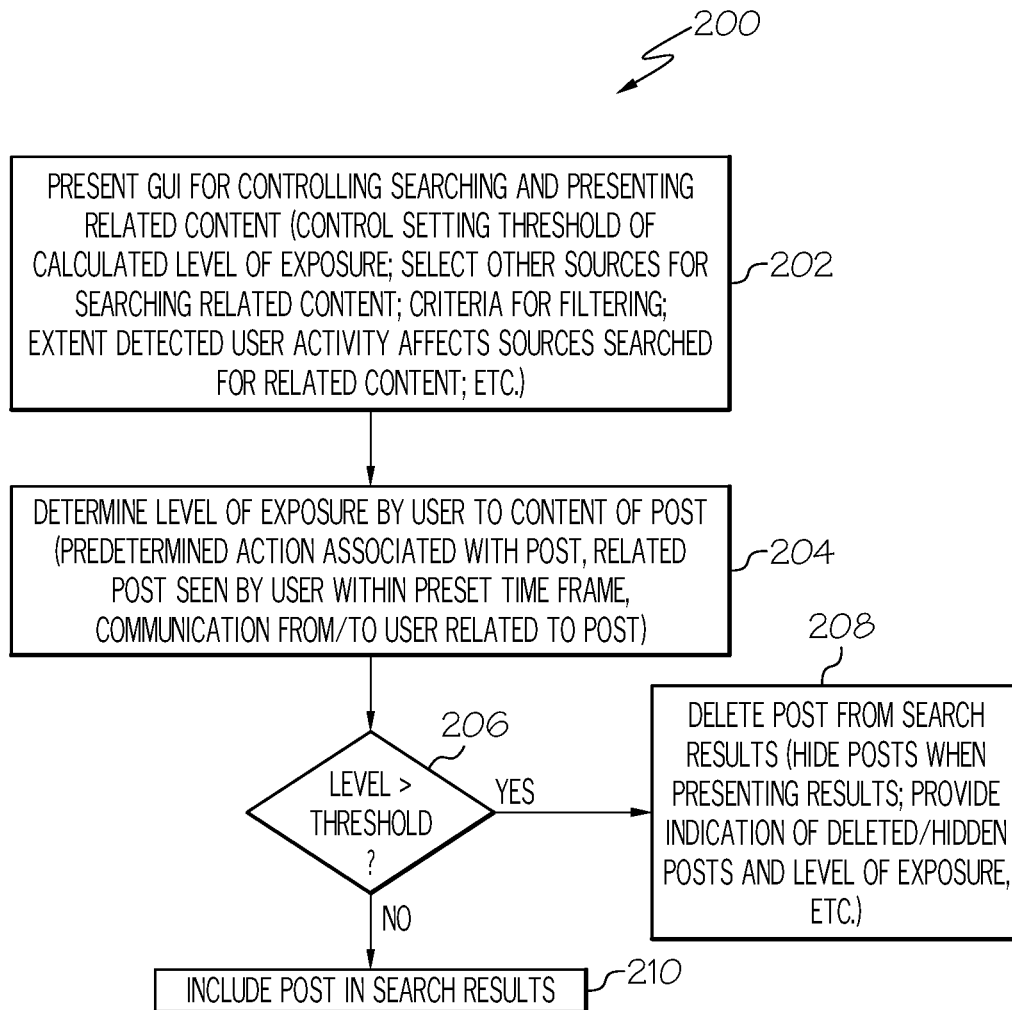 200
PRESENT GUI FOR CONTROLLING SEARCHING AND PRESENTING
RELATED CONTENT (CONTROL SETTING THRESHOLD OF
CALCULATED LEVEL OF EXPOSURE; SELECT OTHER SOURCES FOR
SEARCHING RELATED CONTENT; CRITERIA FOR FILTERING;
EXTENT DETECTED USER ACTIVITY AFFECTS SOURCES SEARCHED
FOR RELATED CONTENT; ETC.)
202
DETERMINE LEVEL OF EXPOSURE BY USER TO CONTENT OF POST
(PREDETERMINED ACTION ASSOCIATED WITH POST, RELATED
POST SEEN BY USER WITHIN PRESET TIME FRAME,
COMMUNICATION FROM/TO USER RELATED TO POST)
204
206
LEVEL >
THRESHOLD
?
YES
NO
208
DELETE POST FROM SEARCH
RESULTS (HIDE POSTS WHEN
PRESENTING RESULTS; PROVIDE
INDICATION OF DELETED/HIDDEN
POSTS AND LEVEL OF EXPOSURE,
ETC.)
INCLUDE POST IN SEARCH RESULTS
210